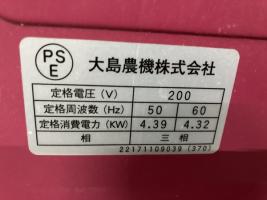 PS
E
大島農機株式会社
定格電圧（V） 200
定格周波数（Hz） 50 60
定格消費電力（KW） 4.39 4.32
相 三相
22171109039（370）